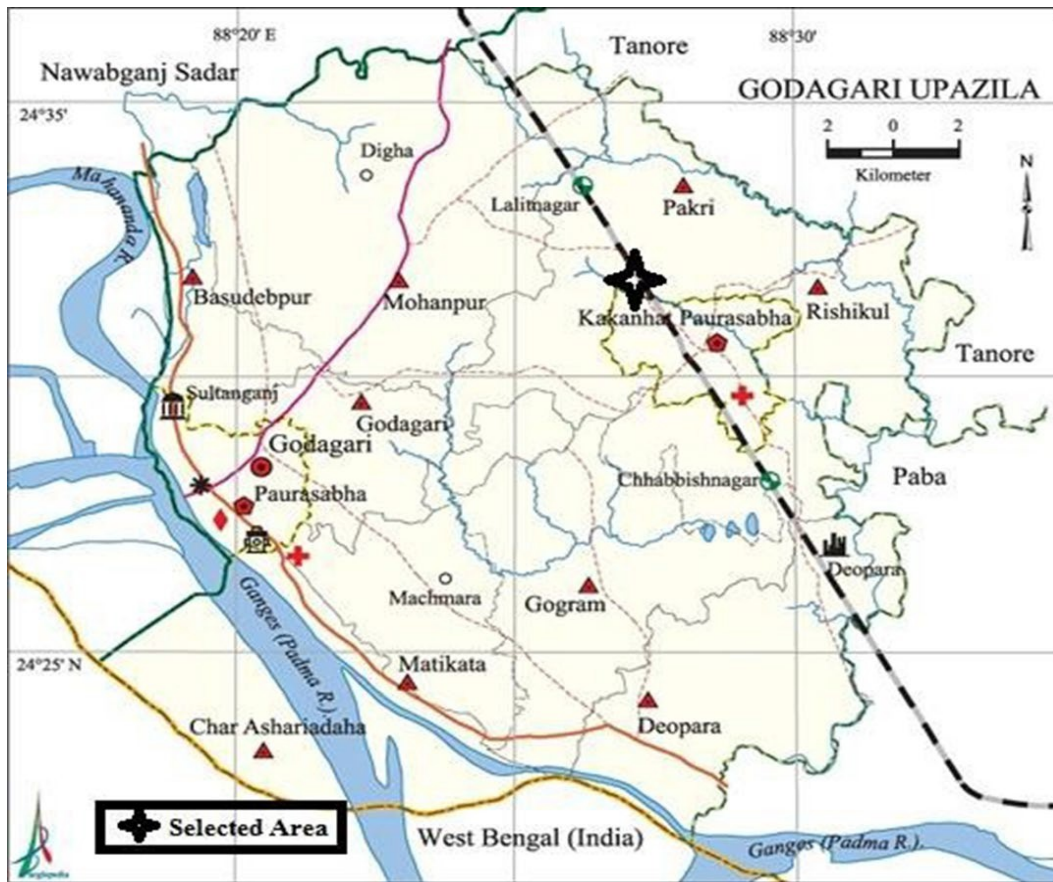 88°20 E
88°30'
Tanore
Nawabganj Sadar
GODAGARI UPAZILA
24°35'
2 0 2
Kilometer
N
Digha
Mahananda R.
Lalitnagar
Pakri
Basudebpur
Mohanpur
Kakanhat Paurasabha
Rishikul
Tanore
Sultanganj
Godagari
Godagari
Paurasabha
Chhabbishnagar
Paba
Deopara
Machmara
Gogram
Ganges (Padma R.).
24°25' N
Matikata
Char Ashariadaha
Deopara
Selected Area
West Bengal (India)
Ganges (Padma R.).